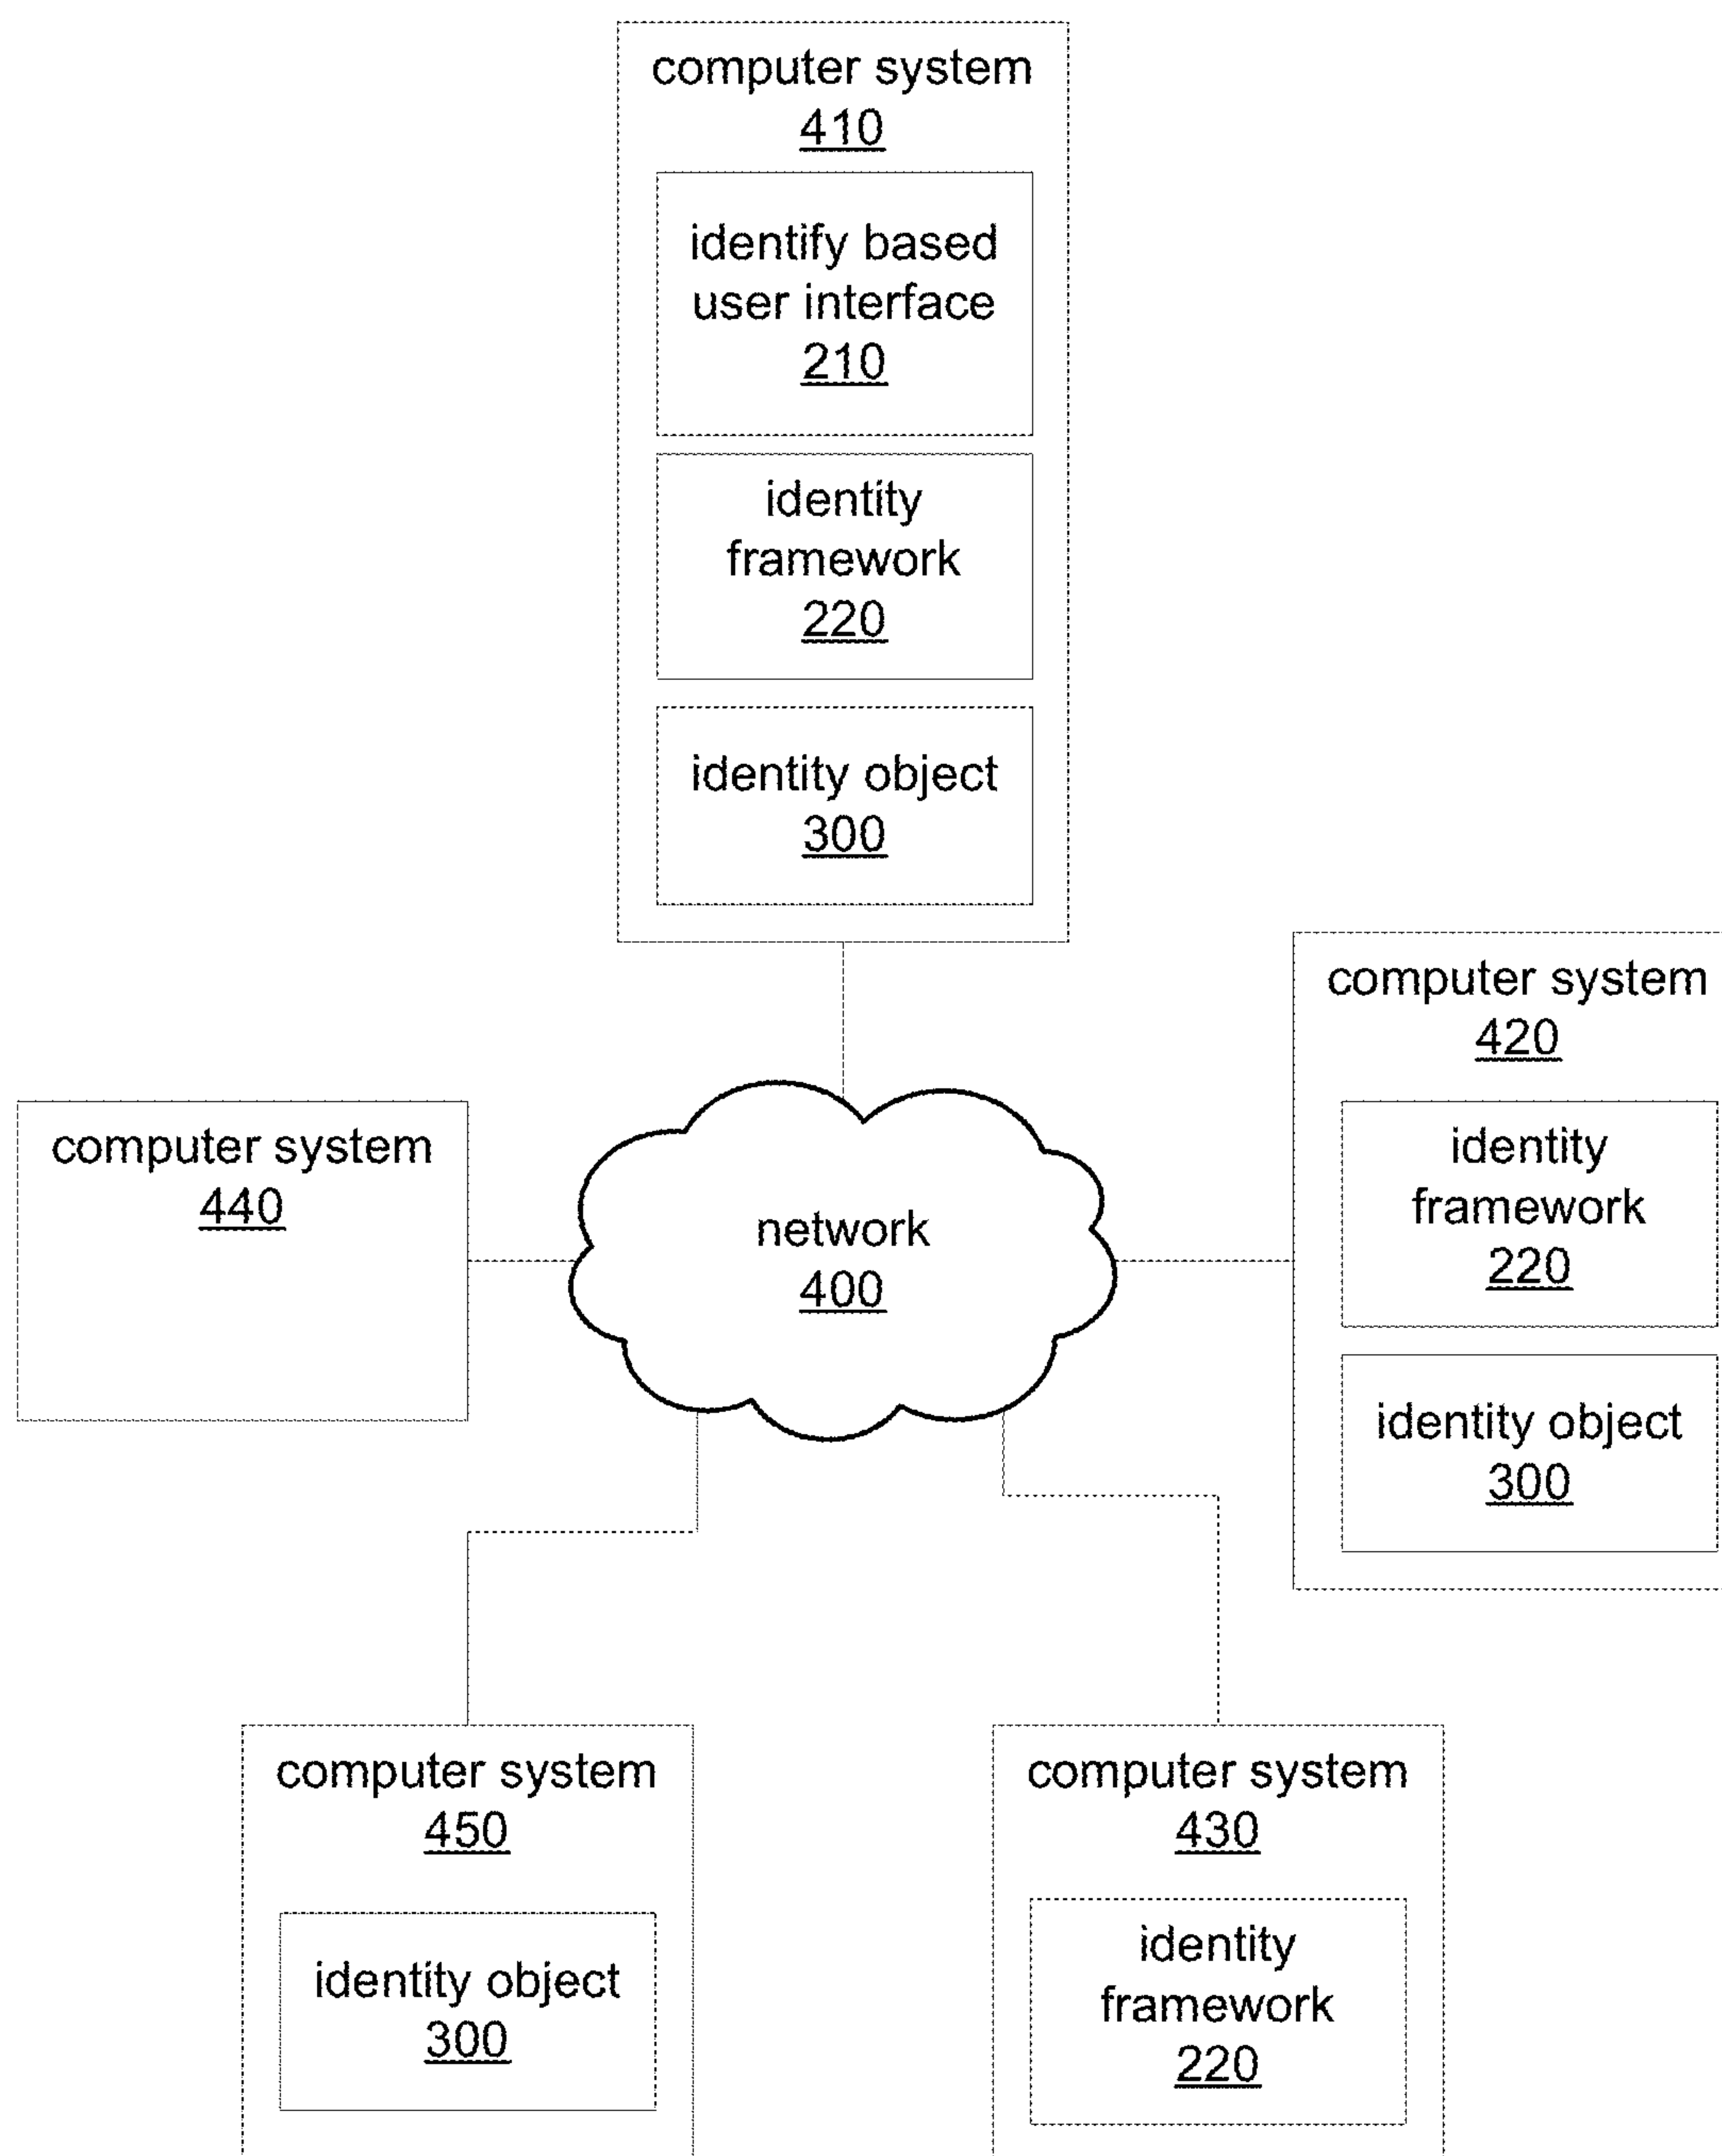 computer system
410
identify based
user interface
210
identity
framework
220
identity object
300
computer system
420
identity
framework
220
identity object
300
computer system
440
network
400
computer system
450
identity object
300
computer system
430
identity
framework
220